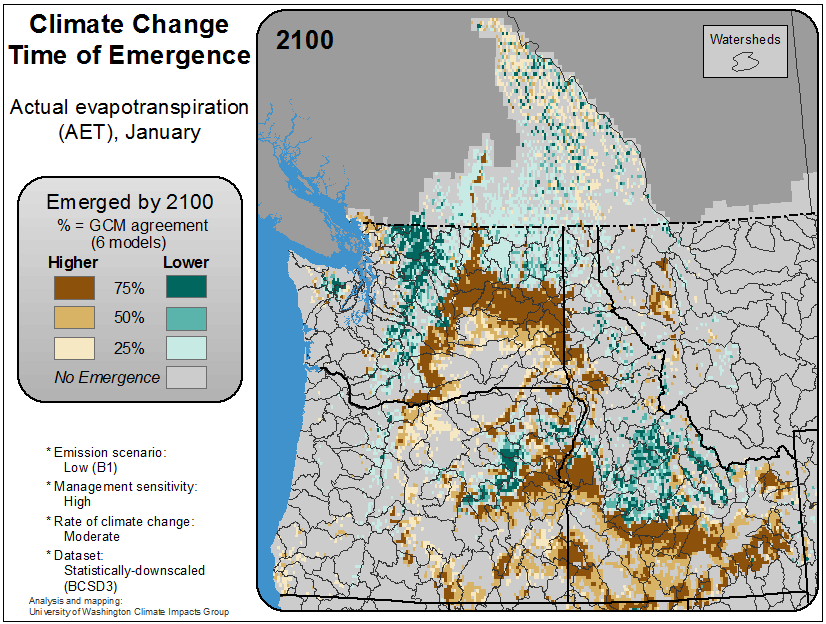 Climate Change
Time of Emergence
Actual evapotranspiration
(AET), January
Emerged by 2100
% = GCM agreement
(6 models)
Higher Lower
75%
50%
25%
No Emergence
* Emission scenario:
Low (B1)
* Management sensitivity:
High
* Rate of climate change:
Moderate
* Dataset:
Statistically-downscaled
(BCSD3)
Analysis and mapping:
University of Washington Climate Impacts Group
2100
Watersheds